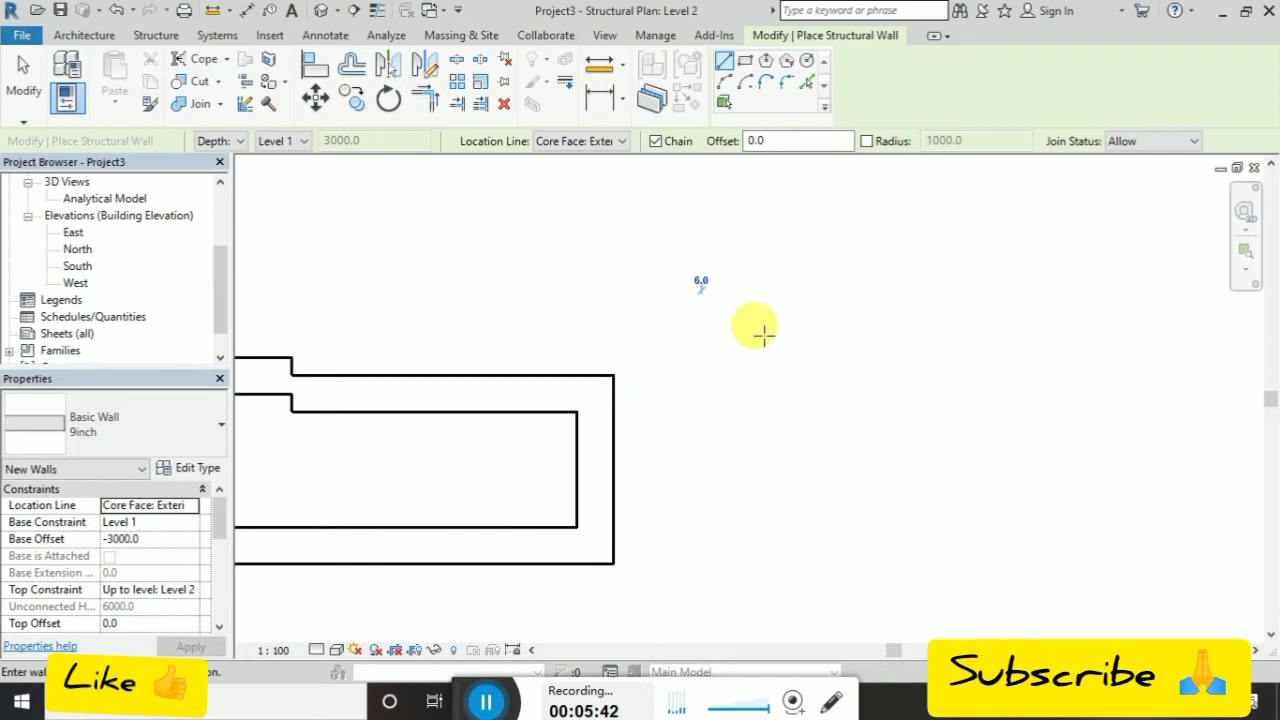 Project3 - Structural Plan: Level 2
Type a keyword or phrase
Sign In
File Architecture Structure Systems Insert Annotate Analyze Massing & Site Collaborate View Manage Add-Ins Modify | Place Structural Wall
Modify
Paste
Cope
Cut
Join
Modify | Place Structural Wall Depth: Level 1 3000.0 Location Line: Core Face: Exter Chain Offset: 0.0 Radius: 1000.0 Join Status: Allow
Project Browser - Project3
3D Views
Analytical Model
Elevations (Building Elevation)
East
North
South
West
Legends
Schedules/Quantities
Sheets (all)
Families
Properties
Basic Wall
9inch
New Walls Edit Type
Constraints
Location Line Core Face: Exteri
Base Constraint Level 1
Base Offset -3000.0
Base is Attached
Base Extension ... 0.0
Top Constraint Up to level: Level 2
Unconnected H... 6000.0
Top Offset 0.0
Properties help Apply
6.0
2D
1 : 100
Enter wal on.
:0 Main Model
Like
Recording...
00:05:42
Subscribe